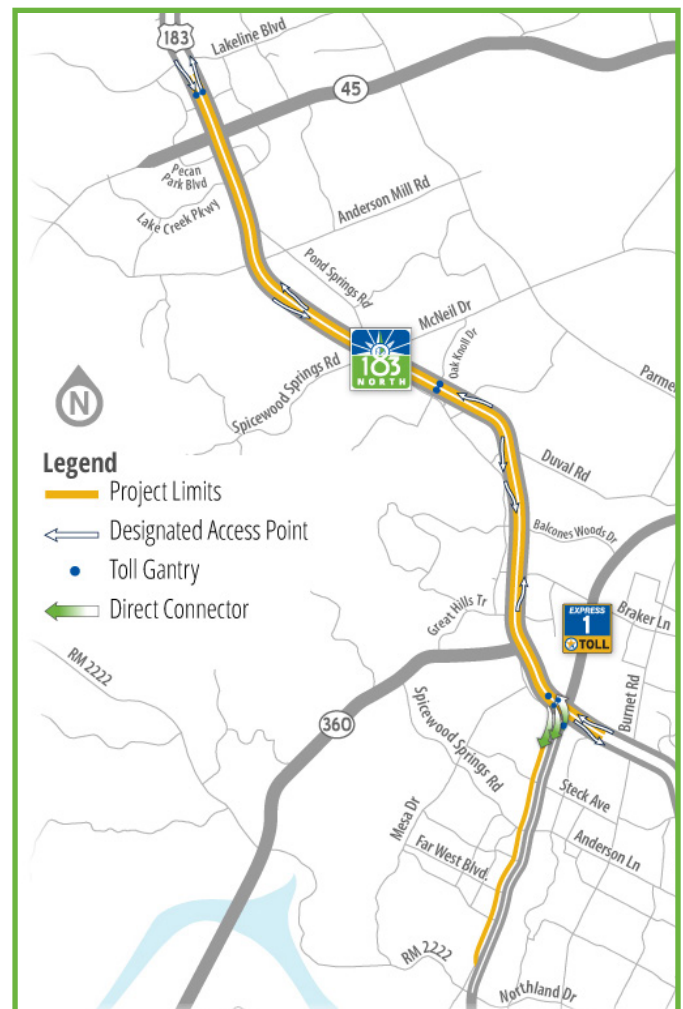 183
Lakeline Blvd
45
Pecan
Park Blvd
Lake Creek Pkwy
Anderson Mill Rd
Pond Springs Rd
McNeil Dr
183
NORTH
Oak Knoll Dr
Spicewood Springs Rd
N
Duval Rd
Legend
Project Limits
Designated Access Point
Toll Gantry
Direct Connector
Balcones Woods Dr
Great Hills Tr
EXPRESS
1
TOLL
Braker Ln
Burnet Rd
RM 2222
360
Spicewood Springs Rd
Steck Ave
Mesa Dr
Anderson Ln
Far West Blvd.
RM 2222
Northland Dr